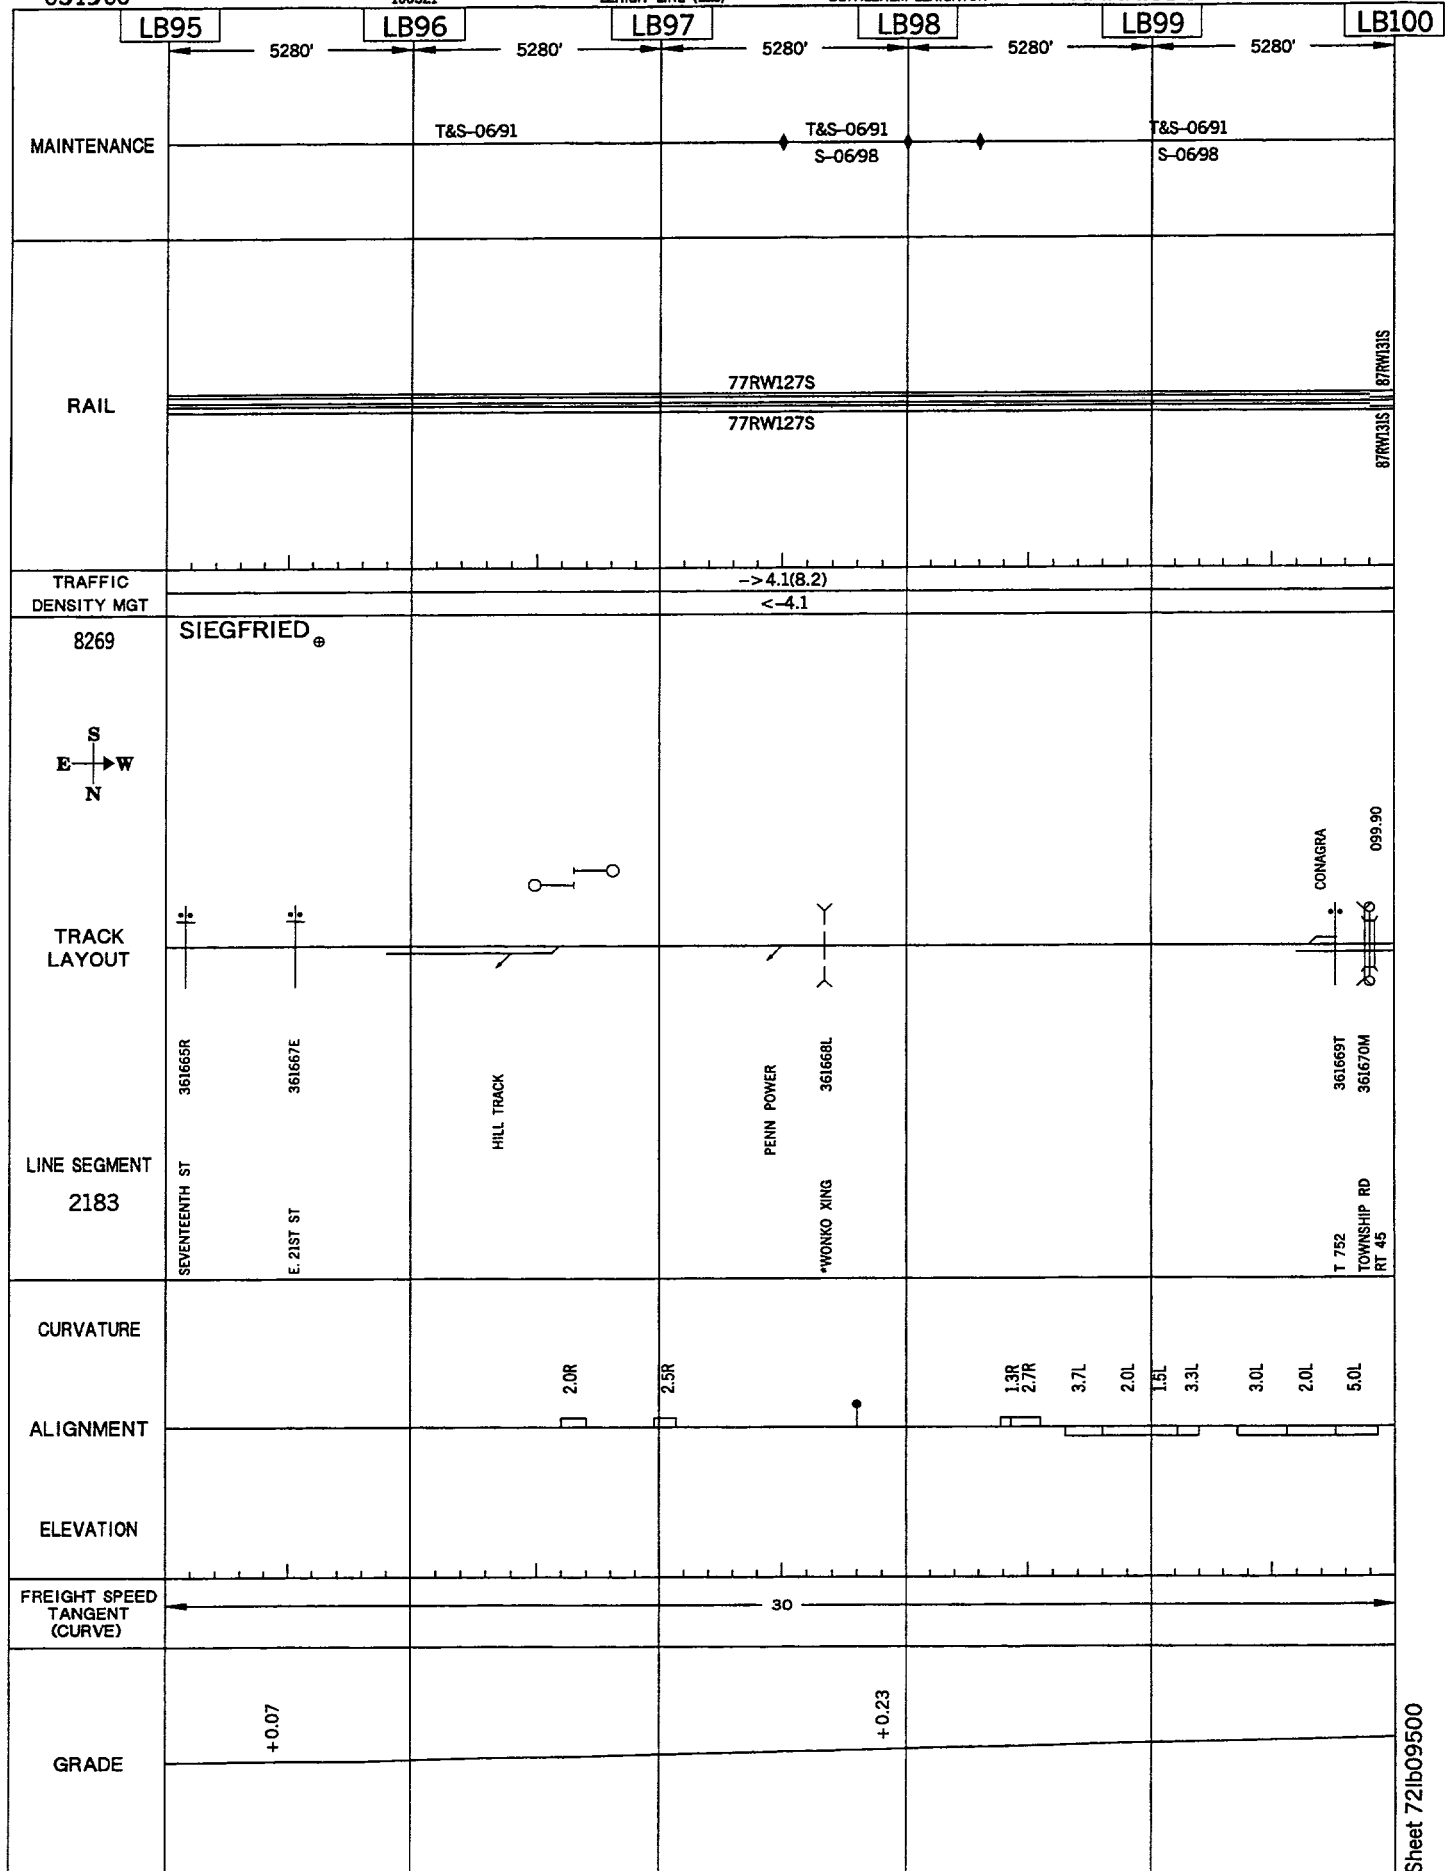 LB95 LB96 LB97 LB98 LB99 LB100
5280' 5280' 5280' 5280' 5280'
MAINTENANCE
T&S-06/91 T&S-06/91 T&S-06/91
S-06/98 S-06/98
RAIL
77RW127S 87RW131S
77RW127S 87RW131S
TRAFFIC
DENSITY MGT
->4.1(8.2)
<-4.1
8269
SIEGFRIED
S
E W
N
TRACK
LAYOUT
CONAGRA
099.90
361665R
361667E
HILL TRACK
PENN POWER
361668L
361669T
361670M
LINE SEGMENT
2183
SEVENTEENTH ST
E. 21ST ST
*WONKO XING
T 752
TOWNSHIP RD
RT 45
CURVATURE
2.0R 2.5R 1.3R 2.7R 3.7L 2.0L 1.5L 3.3L 3.0L 2.0L 5.0L
ALIGNMENT
ELEVATION
FREIGHT SPEED
TANGENT
(CURVE)
30
GRADE
+0.07
+0.23
Sheet 72lb09500